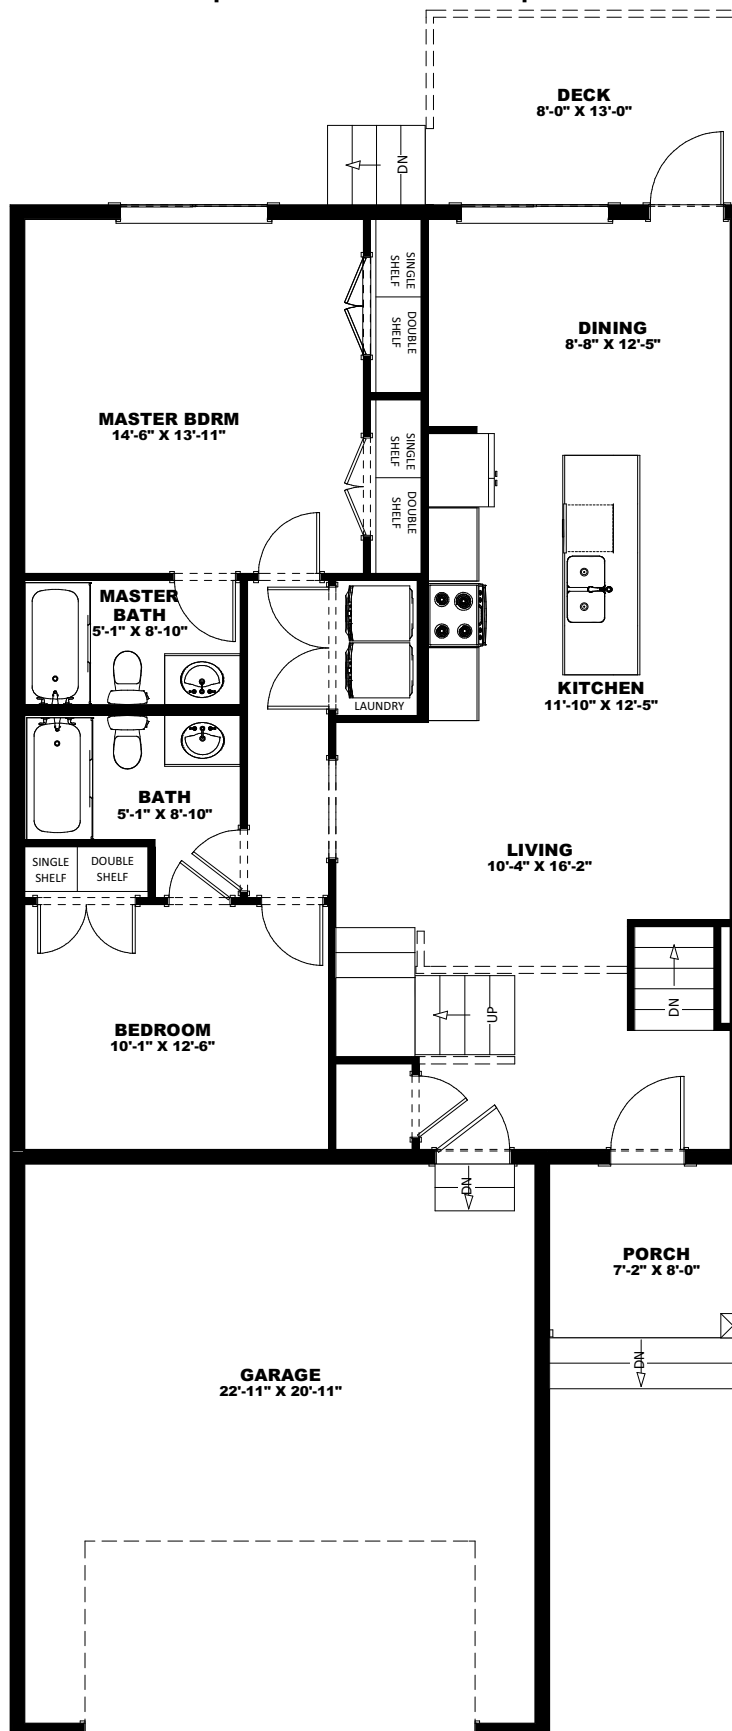 DECK
8'-0" X 13'-0"
DN
SINGLE
SHELF
DOUBLE
SHELF
DINING
8'-8" X 12'-5"
MASTER BDRM
14'-6" X 13'-11"
SINGLE
SHELF
DOUBLE
SHELF
MASTER
BATH
5'-1" X 8'-10"
LAUNDRY
KITCHEN
11'-10" X 12'-5"
BATH
5'-1" X 8'-10"
LIVING
10'-4" X 16'-2"
SINGLE
SHELF
DOUBLE
SHELF
BEDROOM
10'-1" X 12'-6"
UP
DN
DN
PORCH
7'-2" X 8'-0"
DN
GARAGE
22'-11" X 20'-11"